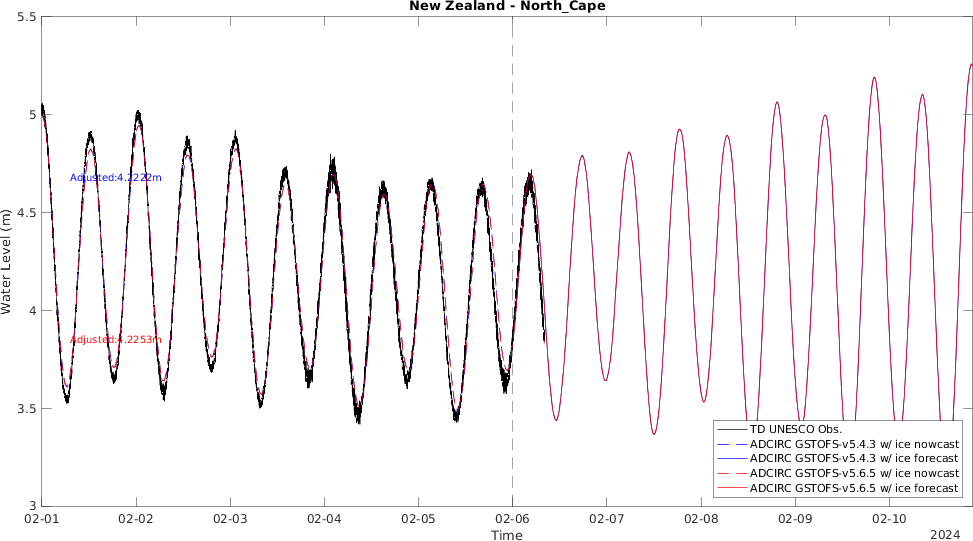 New Zealand - North_Cape
5.5
5
4.5
4
3.5
3
Water Level (m)
Adjusted:4.2222m
Adjusted:4.2253m
TD UNESCO Obs.
ADCIRC GSTOFS-v5.4.3 w/ ice nowcast
ADCIRC GSTOFS-v5.4.3 w/ ice forecast
ADCIRC GSTOFS-v5.6.5 w/ ice nowcast
ADCIRC GSTOFS-v5.6.5 w/ ice forecast
02-01 02-02 02-03 02-04 02-05 02-06 02-07 02-08 02-09 02-10
Time
2024